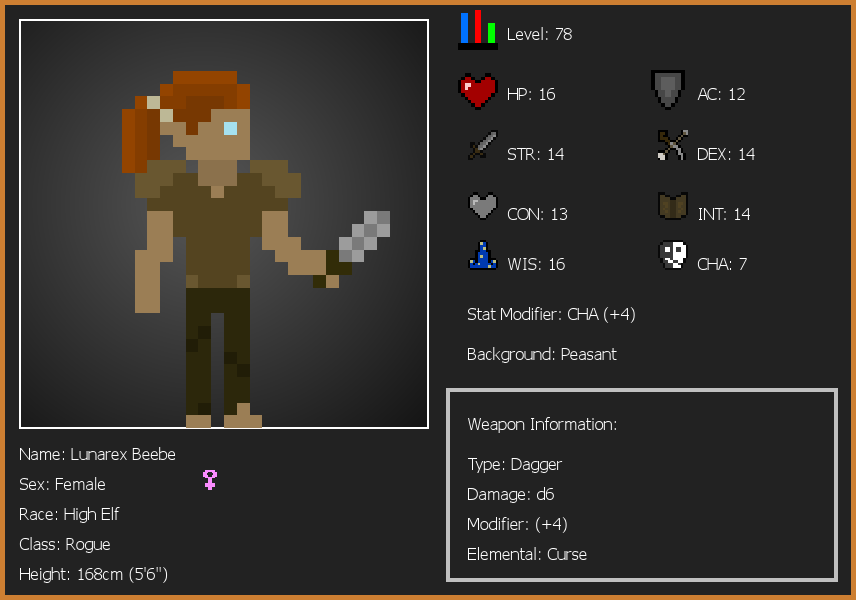 Level: 78
HP: 16
AC: 12
STR: 14
DEX: 14
CON: 13
INT: 14
WIS: 16
CHA: 7
Stat Modifier: CHA (+4)
Background: Peasant
Weapon Information:
Type: Dagger
Damage: d6
Modifier: (+4)
Elemental: Curse
Name: Lunarex Beebe
Sex: Female
Race: High Elf
Class: Rogue
Height: 168cm (5'6")